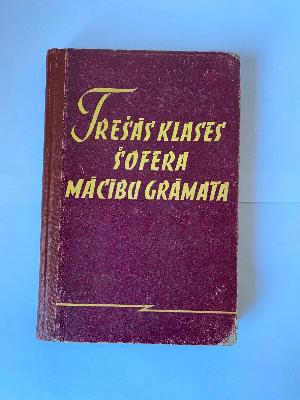 TREŠĀS KLASES
ŠOFERA
MĀCĪBU GRĀMATA